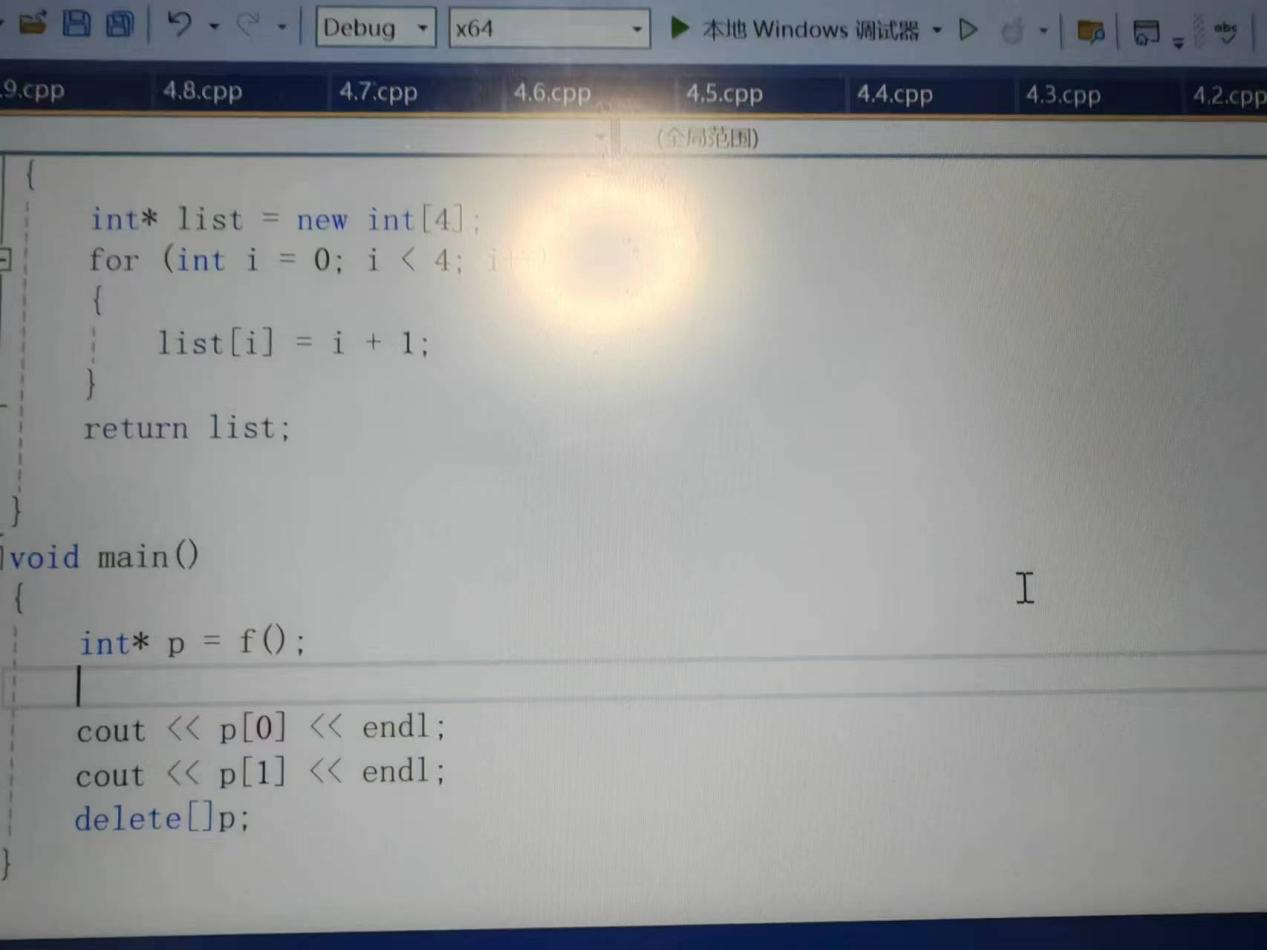 Debug x64 本地 Windows 调试器 abc
.9.cpp 4.8.cpp 4.7.cpp 4.6.cpp 4.5.cpp 4.4.cpp 4.3.cpp 4.2.cpp
(全局范围)
{
int* list = new int[4];
for (int i = 0; i < 4; i++)
{
list[i] = i + 1;
}
return list;
}
void main()
{
int* p = f();
cout << p[0] << endl;
cout << p[1] << endl;
delete[]p;
}